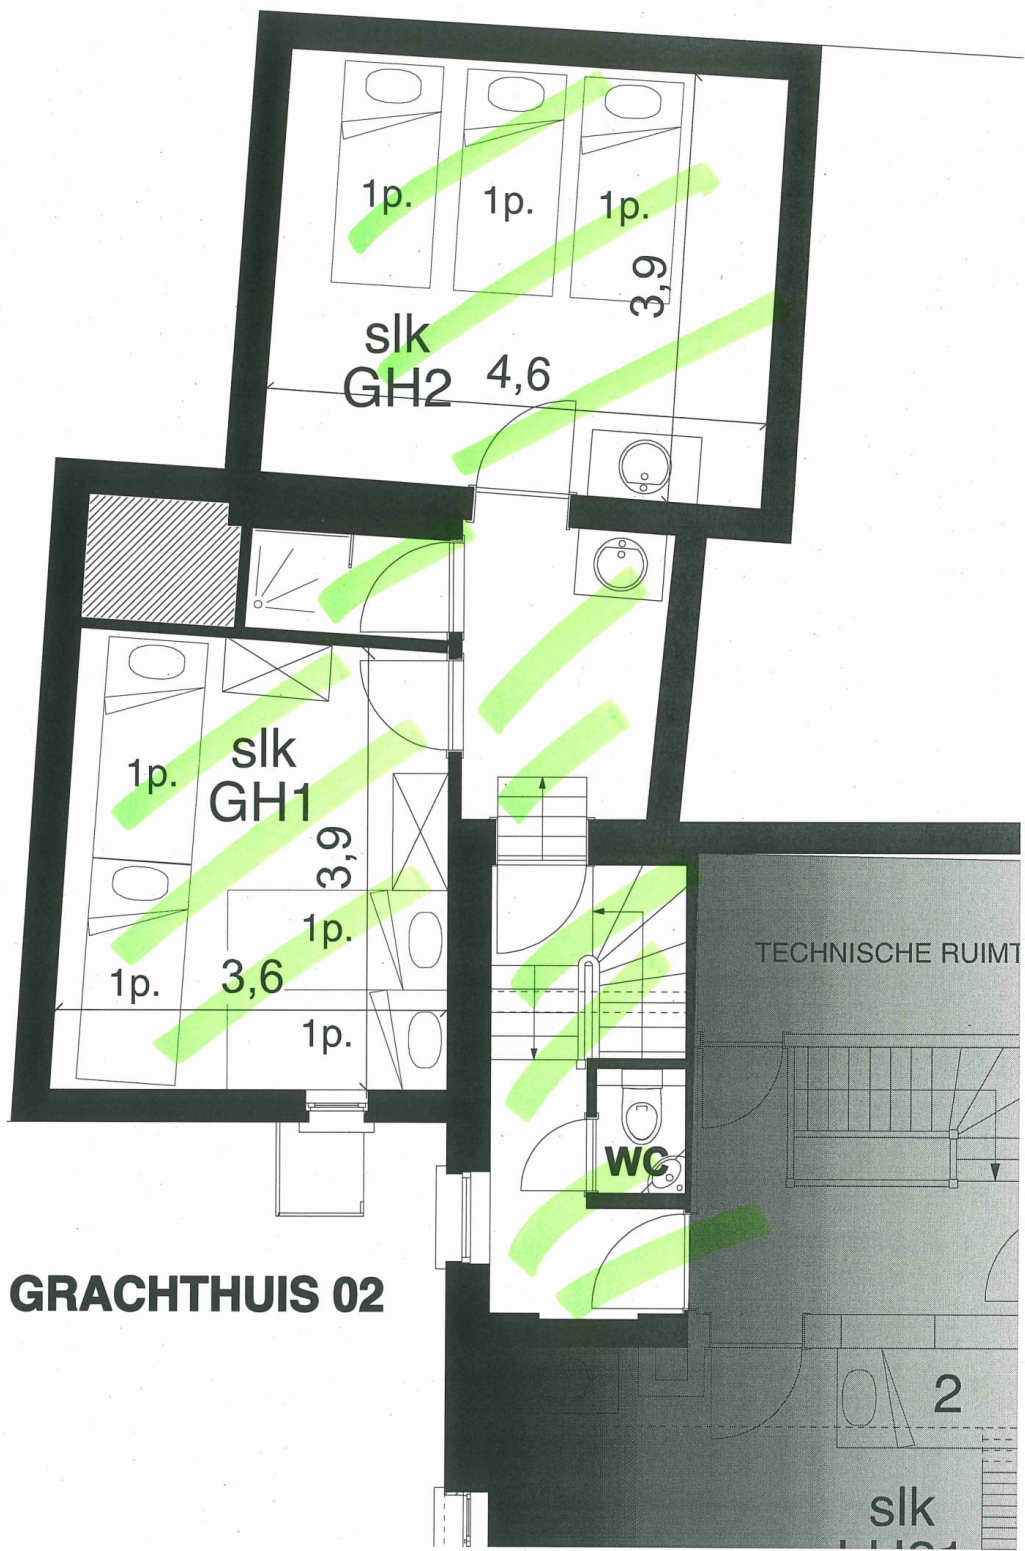 1p.
1p.
1p.
3,9
slk
GH2
4,6
slk
GH1
1p.
3,9
1p.
1p.
3,6
1p.
TECHNISCHE RUIMT
WC
GRACHTHUIS 02
2
slk